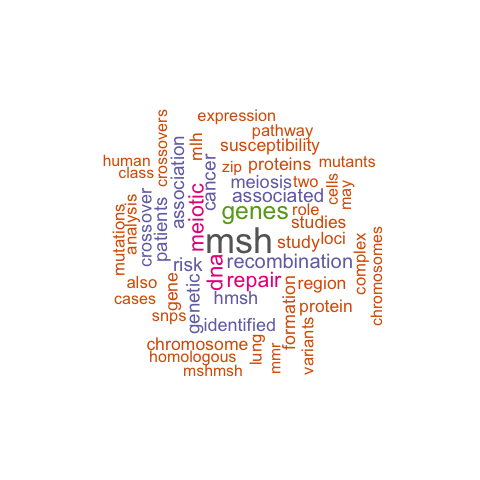 expression
pathway
susceptibility
crossovers
mlh
human
class
zip
proteins
mutants
association
cancer
meiosis
two
cells
may
associated
crossover
patients
meiotic
genes
role
studies
mutations
analysis
msh
study
loci
complex
chromosomes
risk
dna
recombination
also
gene
genetic
repair
region
cases
hmsh
formation
protein
snps
identified
variants
chromosome
homologous
lung
mmr
mshmsh